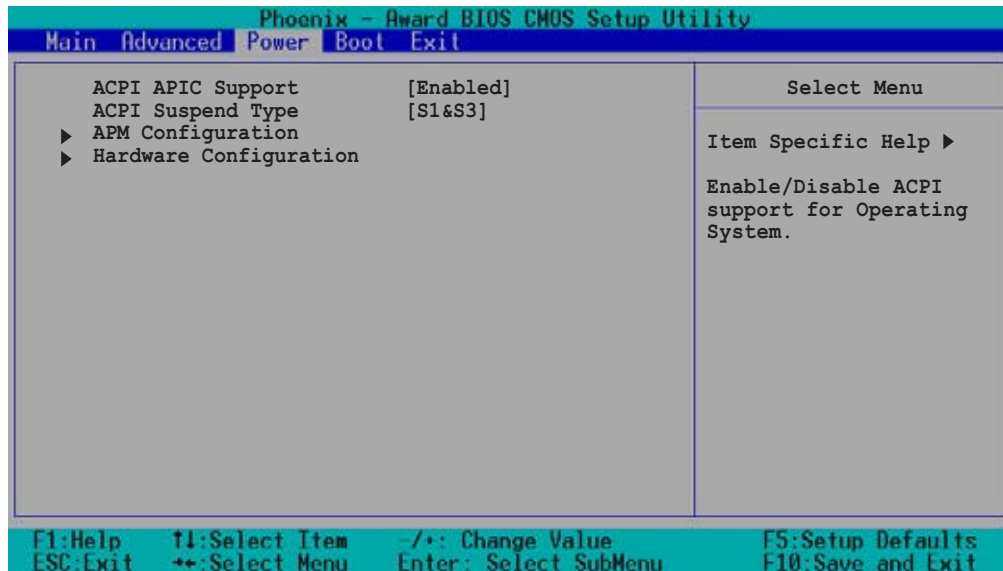 Phoenix - Award BIOS CMOS Setup Utility
Main Advanced Power Boot Exit
ACPI APIC Support [Enabled]
ACPI Suspend Type [S1&S3]
▶ APM Configuration
▶ Hardware Configuration
Select Menu
Item Specific Help ▶
Enable/Disable ACPI
support for Operating
System.
F1:Help ↑↓:Select Item -/+: Change Value F5:Setup Defaults
ESC:Exit →←:Select Menu Enter: Select SubMenu F10:Save and Exit